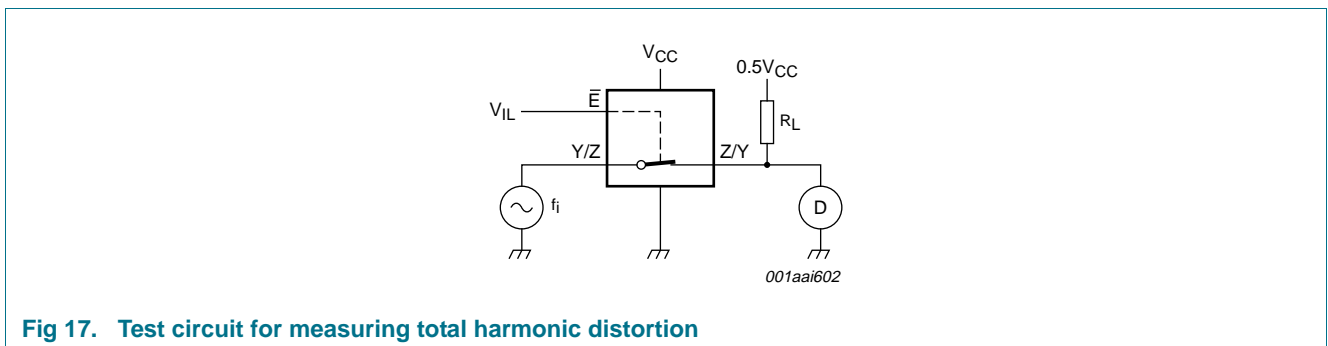 VCC
0.5VCC
E̅
VIL
RL
Y/Z
Z/Y
fi
D
001aai602
Fig 17. Test circuit for measuring total harmonic distortion